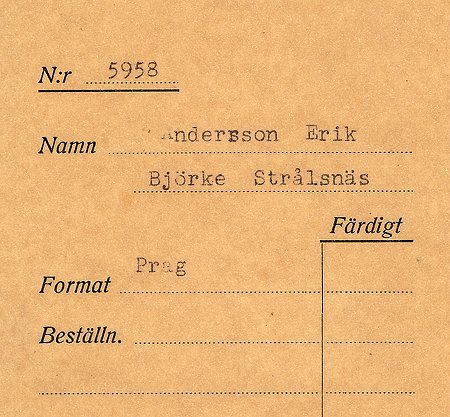 N:r 5958
Namn Andersson Erik
Björke Strålsnäs
Färdigt
Format Prag
Beställn.